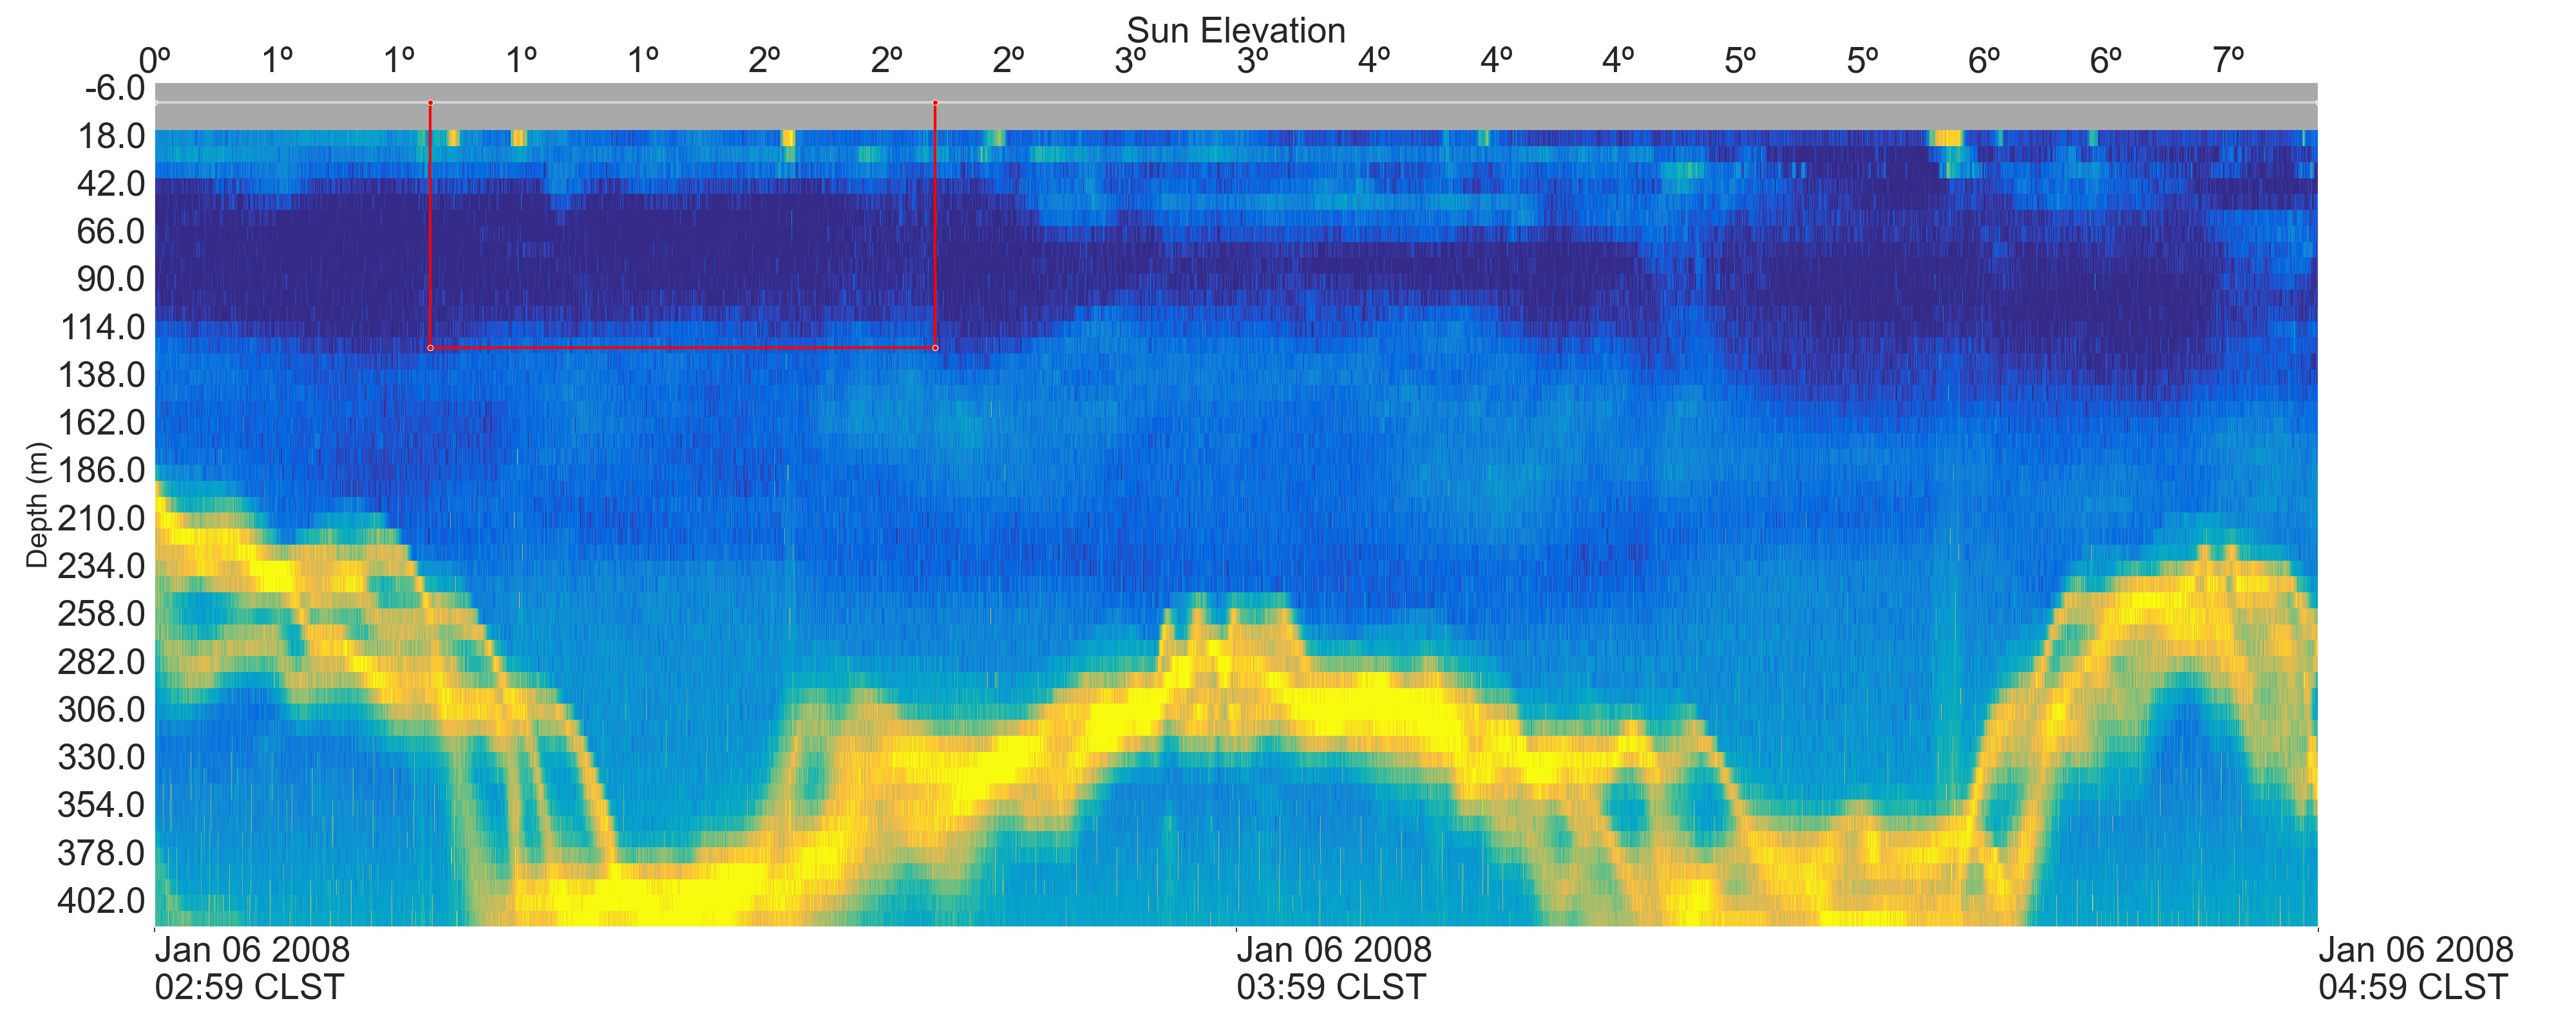 Sun Elevation
0º 1º 1º 1º 1º 2º 2º 2º 3º 3º 4º 4º 4º 5º 5º 6º 6º 7º
-6.0
18.0
42.0
66.0
90.0
114.0
138.0
162.0
186.0
210.0
234.0
258.0
282.0
306.0
330.0
354.0
378.0
402.0
Depth (m)
Jan 06 2008
02:59 CLST
Jan 06 2008
03:59 CLST
Jan 06 2008
04:59 CLST